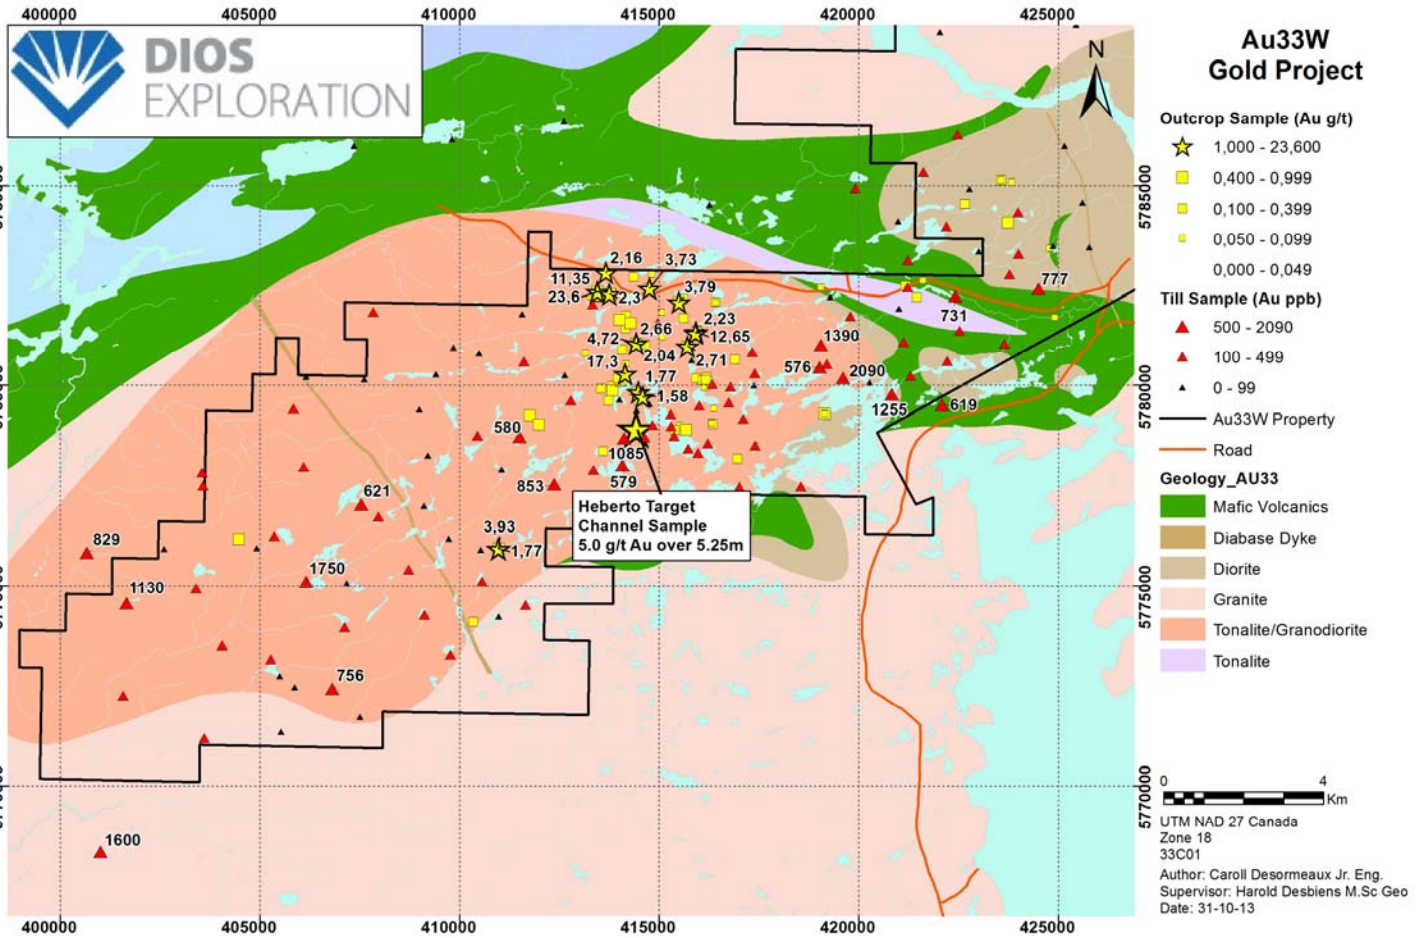 400000 405000 410000 415000 420000 425000
DIOS
EXPLORATION
Au33W
Gold Project
N
Outcrop Sample (Au g/t)
1,000 - 23,600
0,400 - 0,999
0,100 - 0,399
0,050 - 0,099
0,000 - 0,049
Till Sample (Au ppb)
500 - 2090
100 - 499
0 - 99
Au33W Property
Road
Geology_AU33
Mafic Volcanics
Diabase Dyke
Diorite
Granite
Tonalite/Granodiorite
Tonalite
0 4
Km
UTM NAD 27 Canada
Zone 18
33C01
Author: Caroll Desormeaux Jr. Eng.
Supervisor: Harold Desbiens M.Sc Geo
Date: 31-10-13
5785000
5780000
5775000
5770000
2,16
3,73
11,35
777
3,79
23,6
2,3
731
2,23
2,66
12,65
4,72
1390
2,04
2,71
17,3
576
2090
1,77
1,58
1255
619
580
1085
579
853
621
Heberto Target
Channel Sample
5.0 g/t Au over 5.25m
3,93
1,77
829
1750
1130
756
1600
400000 405000 410000 415000 420000 425000